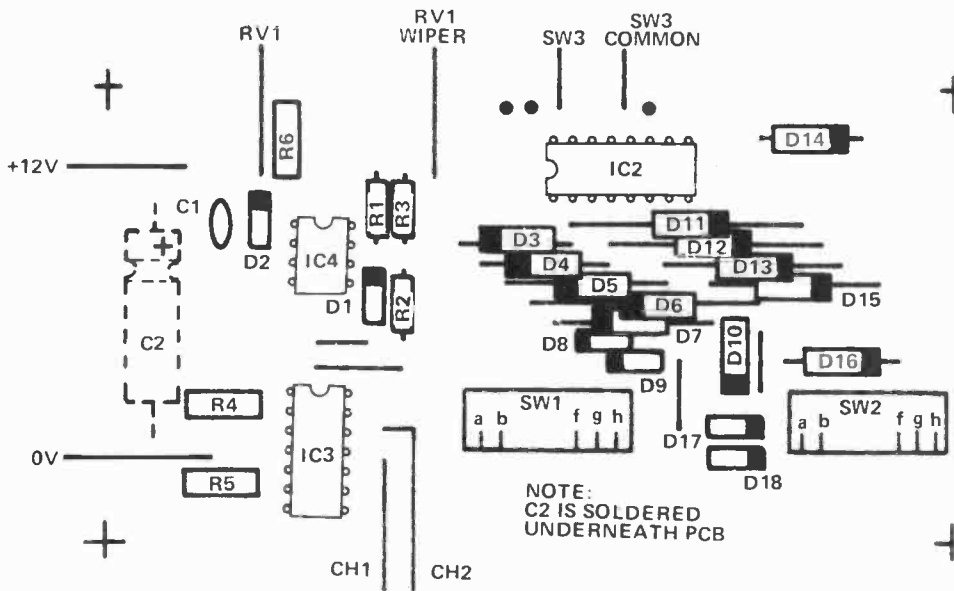 RV1
RV1
WIPER
SW3
SW3
COMMON
+12V
R6
IC2
D14
C1
+
D2
R1
R3
IC4
D11
D3
D12
D4
D13
D5
D15
D1
R2
D6
D7
D8
D10
C2
D9
D16
R4
SW1
a b f g h
SW2
a b f g h
D17
0V
IC3
R5
D18
NOTE:
C2 IS SOLDERED
UNDERNEATH PCB
CH1
CH2